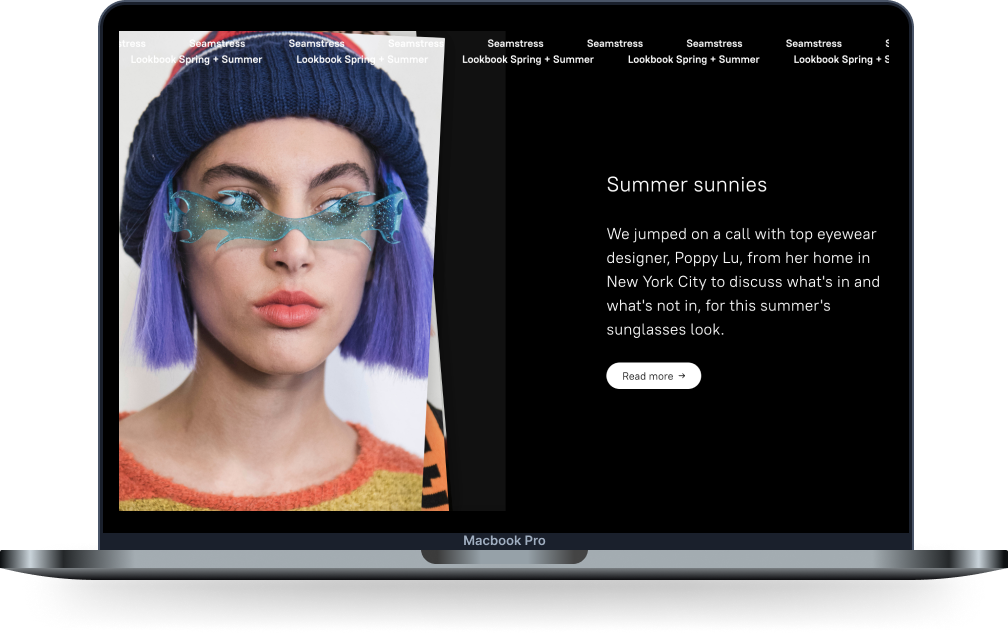 Seamstress Seamstress Seamstress Seamstress Seamstress Seamstress Seamstress
Lookbook Spring + Summer Lookbook Spring + Summer Lookbook Spring + Summer Lookbook Spring + Summer Lookbook Spring +
Summer sunnies
We jumped on a call with top eyewear
designer, Poppy Lu, from her home in
New York City to discuss what's in and
what's not in, for this summer's
sunglasses look.
Read more →
Macbook Pro